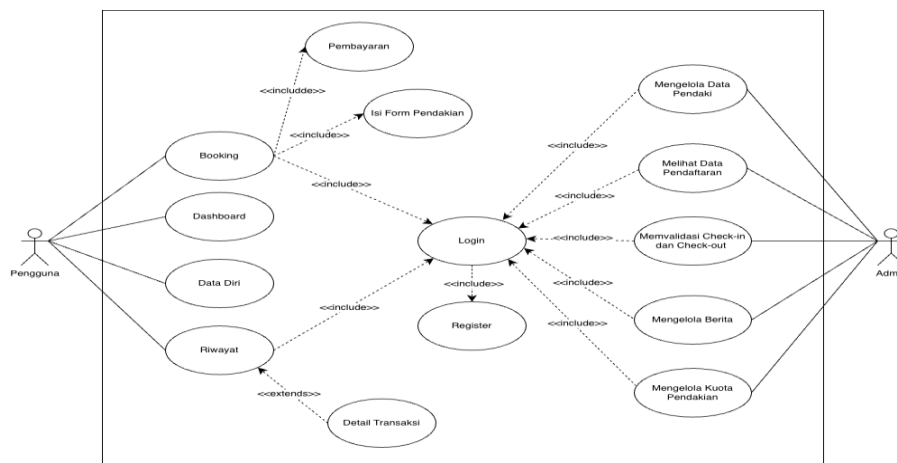 Pembayaran
<<includde>>
Isi Form Pendakian
<<include>>
Booking
<<include>>
Dashboard
Pengguna
Data Diri
Riwayat
<<include>>
<<extends>>
Detail Transaksi
Login
<<include>>
Register
Mengelola Data
Pendaki
<<include>>
Melihat Data
Pendaftaran
<<include>>
Memvalidasi Check-in
dan Check-out
<<include>>
Mengelola Berita
<<include>>
Mengelola Kuota
Pendakian
<<include>>
Adm